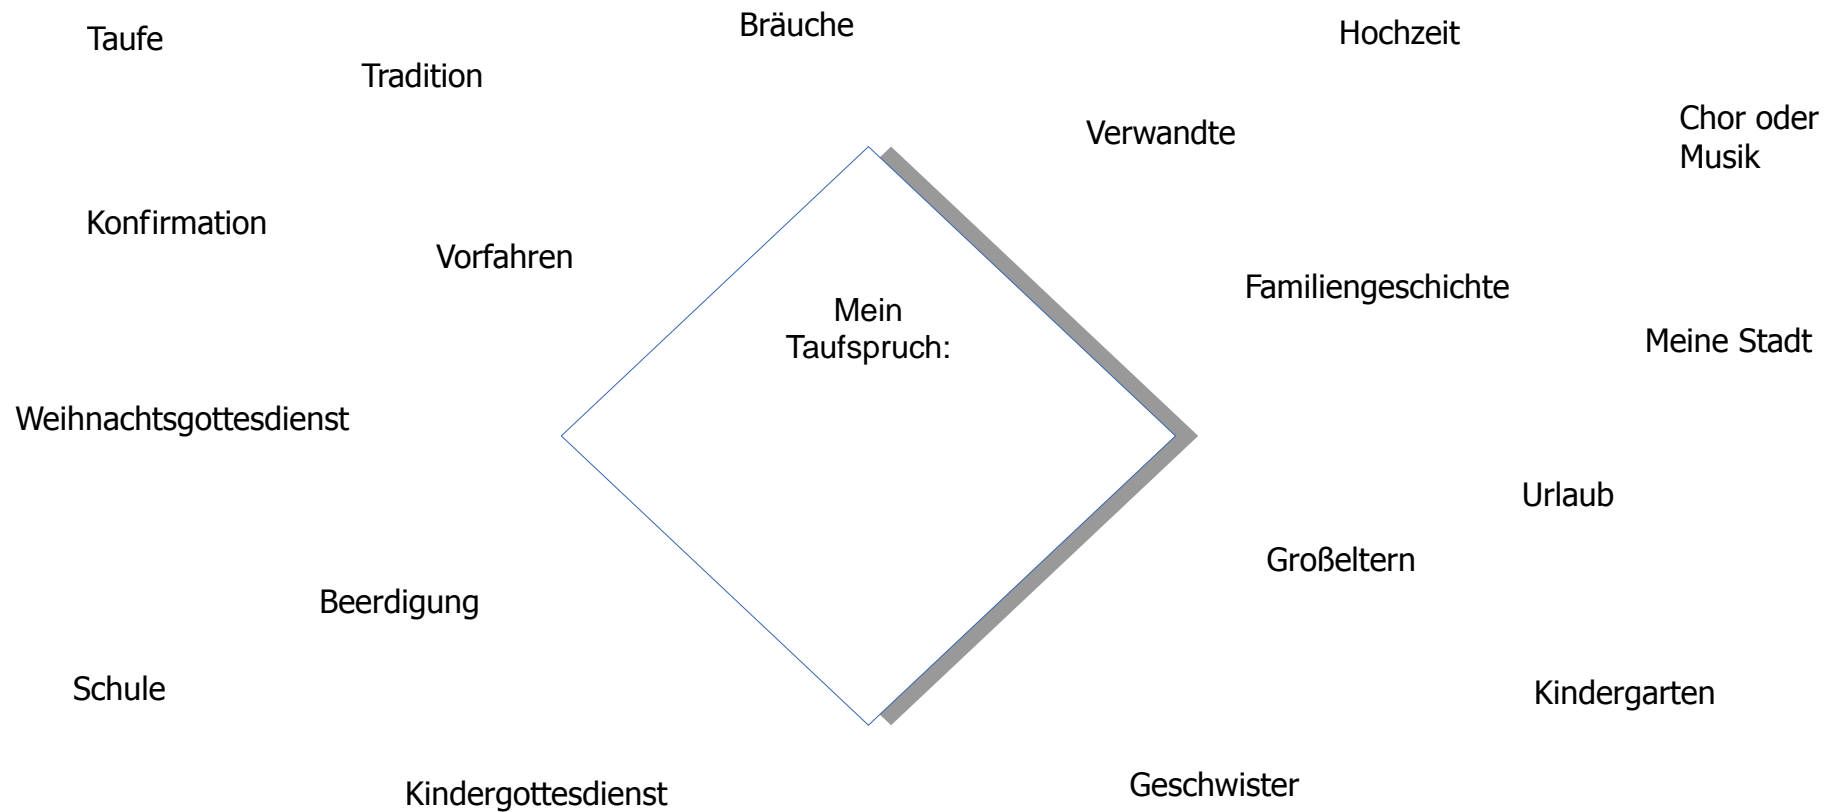 Bräuche
Hochzeit
Taufe
Tradition
Chor oder
Musik
Verwandte
Konfirmation
Vorfahren
Familiengeschichte
Mein
Taufspruch:
Meine Stadt
Weihnachtsgottesdienst
Urlaub
Großeltern
Beerdigung
Schule
Kindergarten
Geschwister
Kindergottesdienst